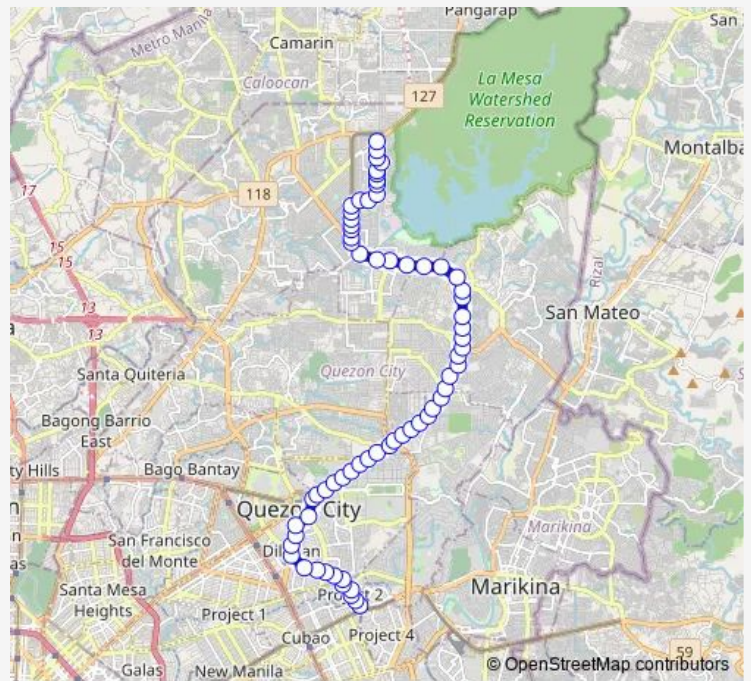 Pangarap
San
Metro Manila
Camarin
Caloocan
127
La Mesa
Watershed
Reservation
Montalba
17
118
15
15
Rizal
13
13
San Mateo
Santa Quiteria
Quezon City
Bagong Barrio
East
ty Hills
Bago Bantay
Quezon City
Marikina
San Francisco
del Monte
Diliman
Santa Mesa
Heights
Project 2
Marikina
Project 1
Cubao
Project 4
59
Galas
New Manila
© OpenStreetMap contributors